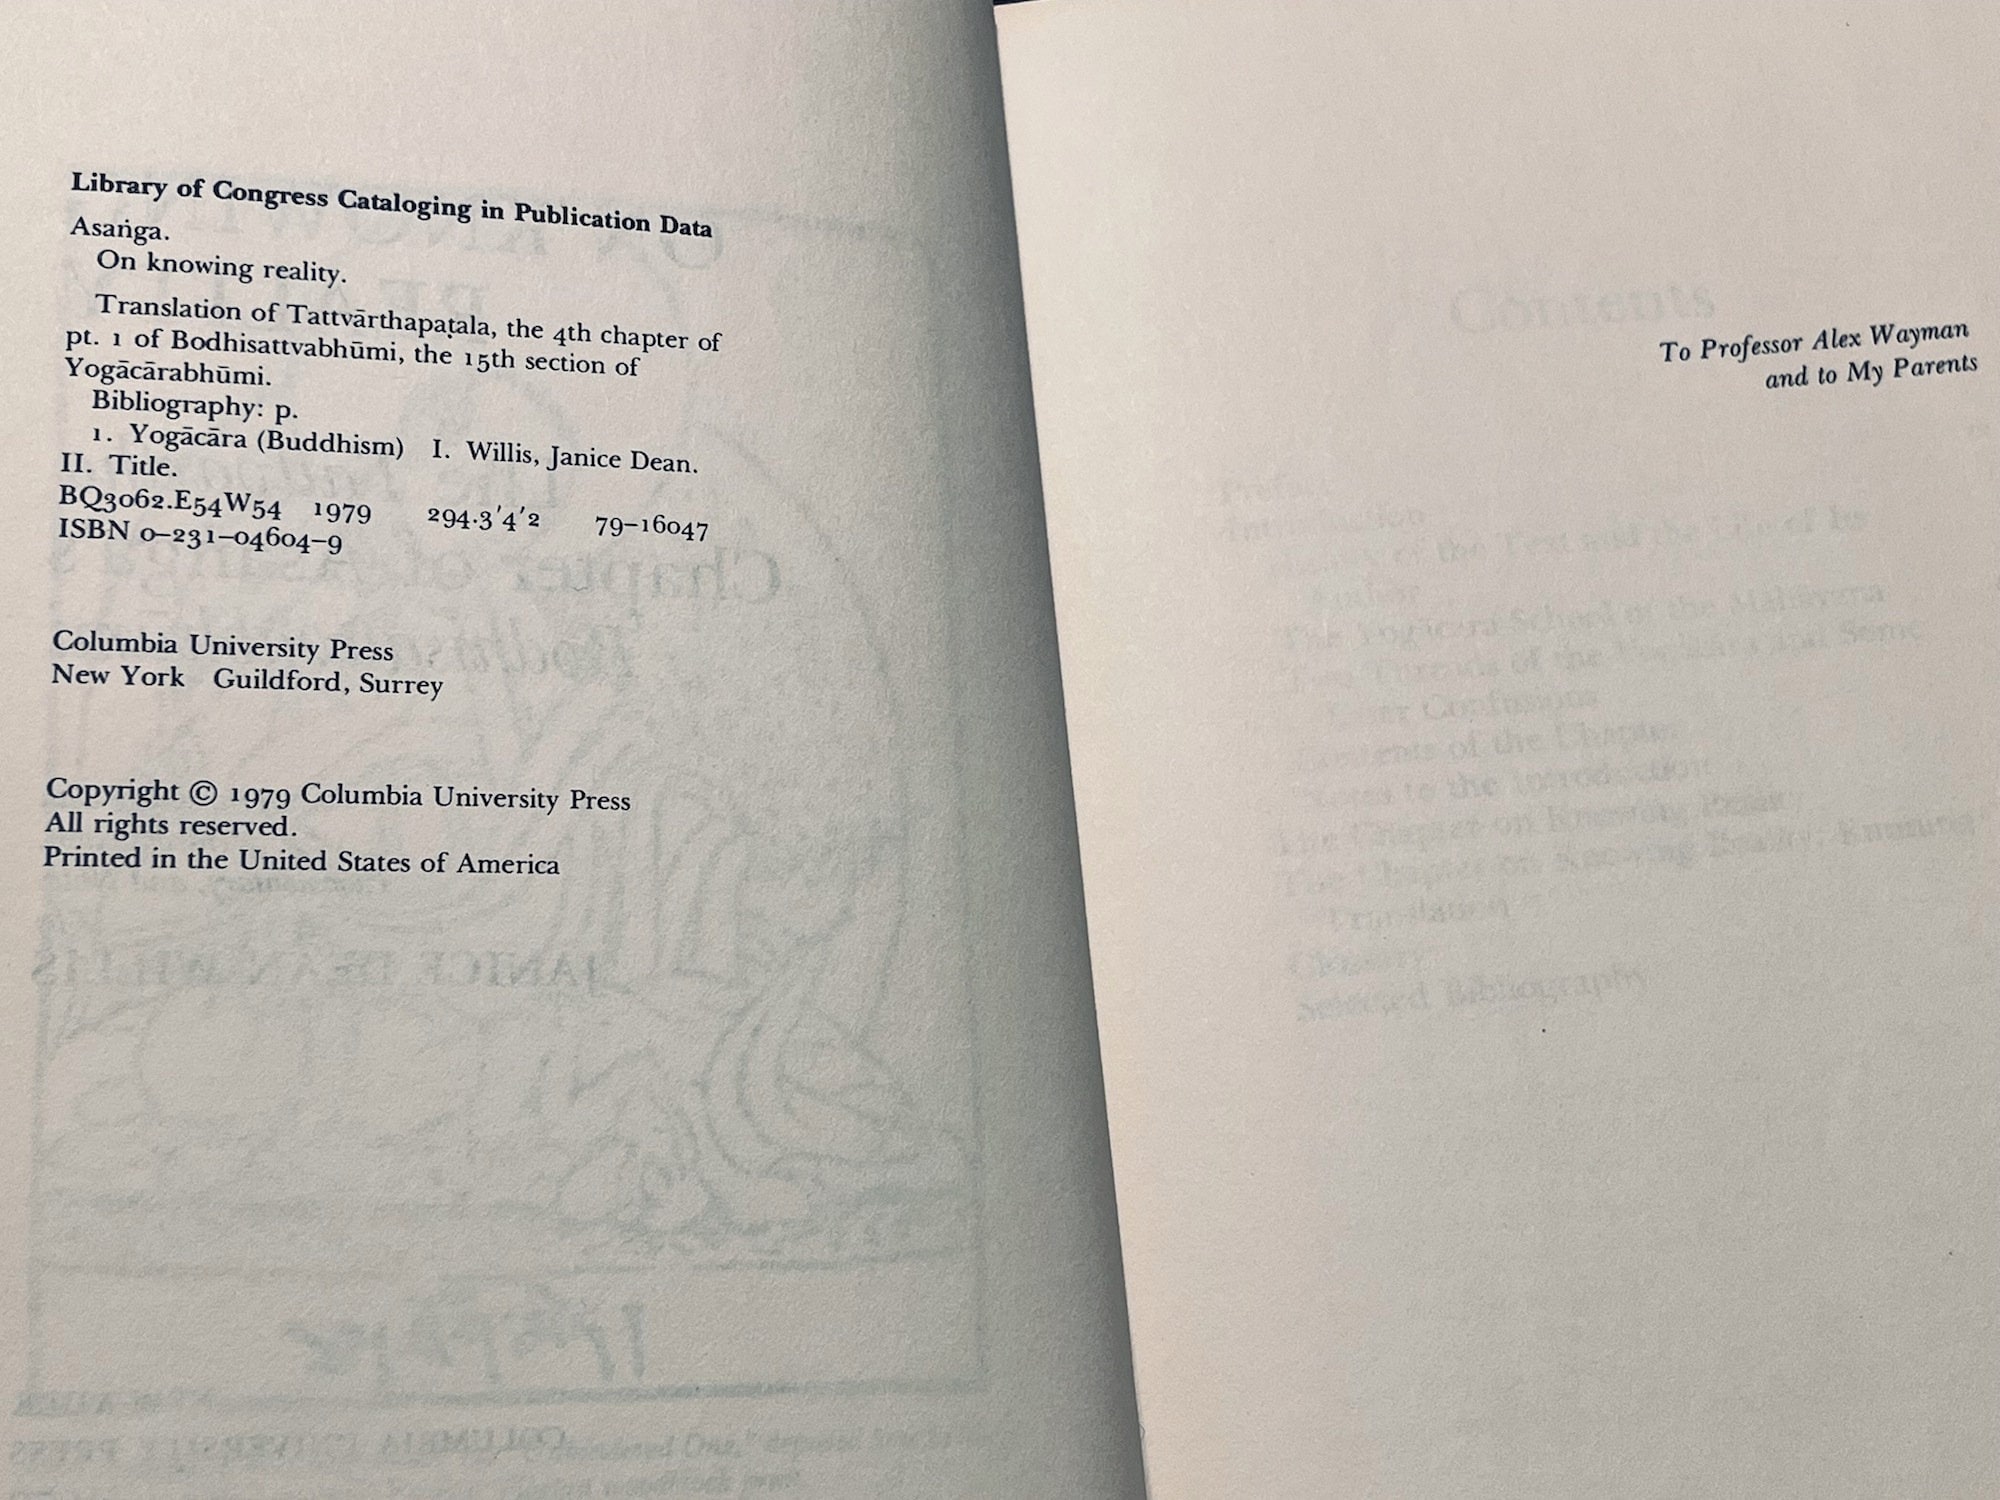 Library of Congress Cataloging in Publication Data
Asaṅga.
On knowing reality.
Translation of Tattvārthapaṭala, the 4th chapter of
pt. 1 of Bodhisattvabhūmi, the 15th section of
Yogācārabhūmi.
Bibliography: p.
1. Yogācāra (Buddhism) I. Willis, Janice Dean.
II. Title.
BQ3062.E54W54 1979 294.3'4'2 79–16047
ISBN 0–231–04604–9
Columbia University Press
New York Guildford, Surrey
Copyright © 1979 Columbia University Press
All rights reserved.
Printed in the United States of America
To Professor Alex Wayman
and to My Parents